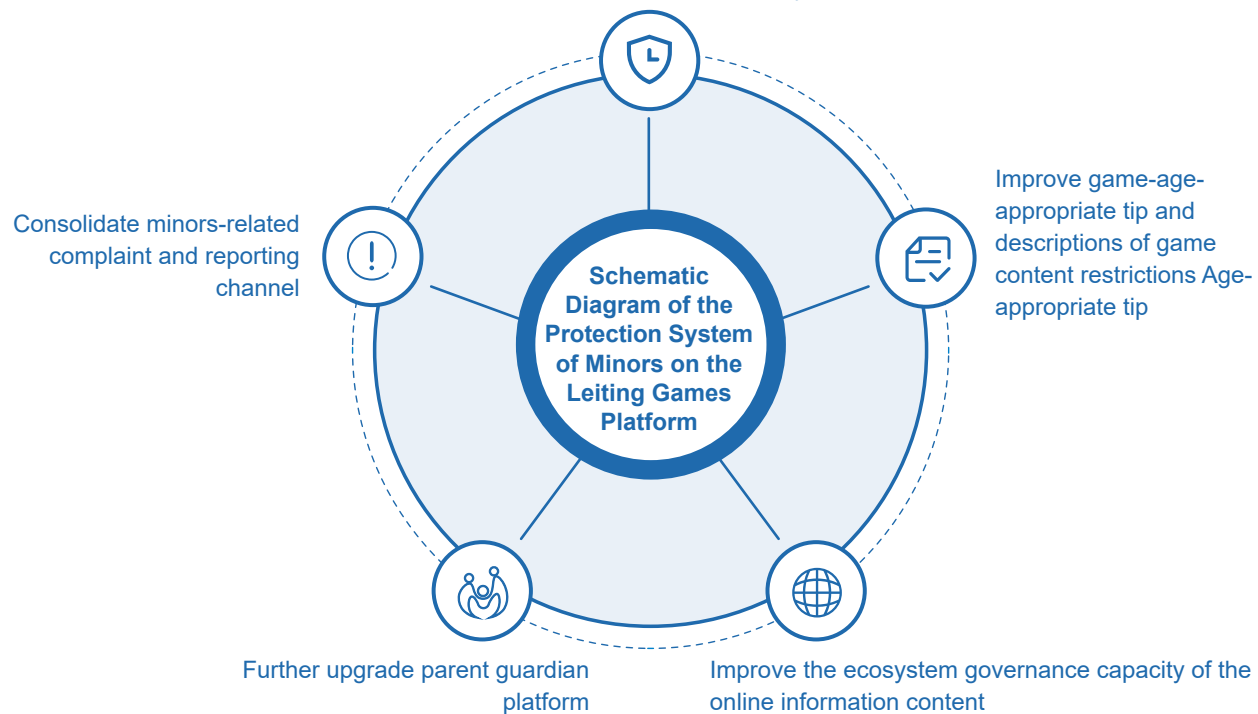 Improve game-age-
appropriate tip and
descriptions of game
content restrictions Age-
appropriate tip
Consolidate minors-related
complaint and reporting
channel
Schematic
Diagram of the
Protection System
of Minors on the
Leiting Games
Platform
Further upgrade parent guardian
platform
Improve the ecosystem governance capacity of the
online information content